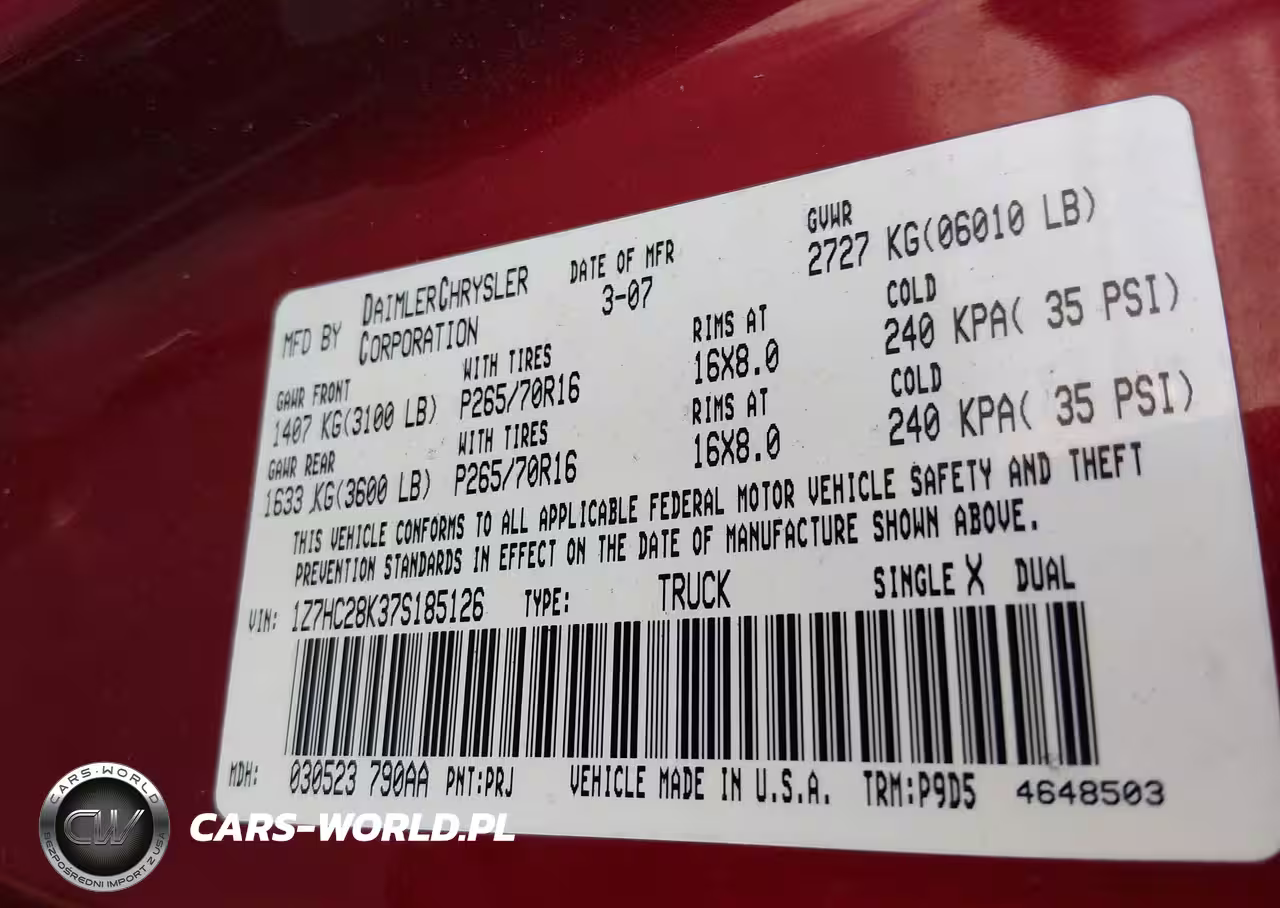 MFD BY DAIMLERCHRYSLER CORPORATION
DATE OF MFR
3-07
GVWR
2727 KG(06010 LB)
GAWR FRONT WITH TIRES RIMS AT COLD
1407 KG(3100 LB) P265/70R16 16X8.0 240 KPA( 35 PSI)
GAWR REAR WITH TIRES RIMS AT COLD
1633 KG(3600 LB) P265/70R16 16X8.0 240 KPA( 35 PSI)
THIS VEHICLE CONFORMS TO ALL APPLICABLE FEDERAL MOTOR VEHICLE SAFETY AND THEFT
PREVENTION STANDARDS IN EFFECT ON THE DATE OF MANUFACTURE SHOWN ABOVE.
VIN: 1Z7HC28K37S185126 TYPE: TRUCK SINGLE X DUAL
MDH: 030523 790AA PNT:PRJ VEHICLE MADE IN U.S.A. TRM:P9D5 4648503
CARS-WORLD
CW
BEZPOŚREDNI IMPORT Z USA
CARS-WORLD.PL